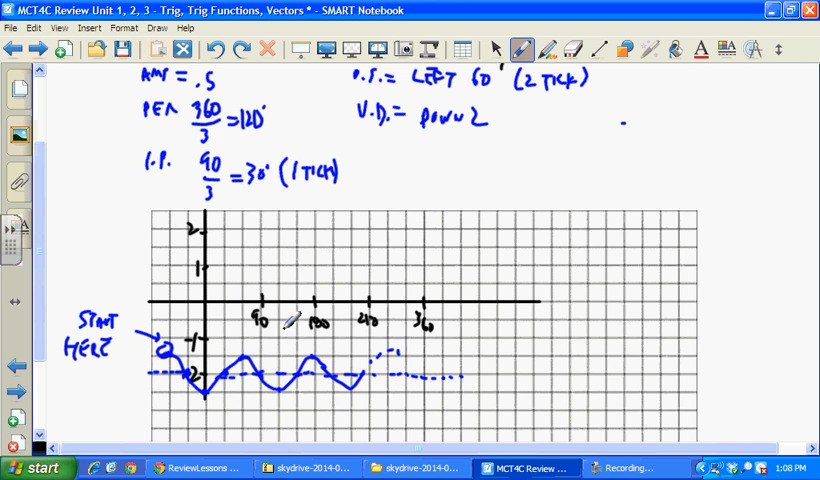 MCT4C Review Unit 1, 2, 3 - Trig, Trig Functions, Vectors * - SMART Notebook
File Edit View Insert Format Draw Help
AMP = .5
P.S. = LEFT 60° (2 TICK)
PER 360/3 = 120°
V.D. = DOWN 2
I.P. 90/3 = 30° (1 TICK)
2
1
90 180 270 360
START
HERE
-1
-2
start
ReviewLessons ...
skydrive-2014-0...
skydrive-2014-0...
MCT4C Review ...
Recording...
1:08 PM